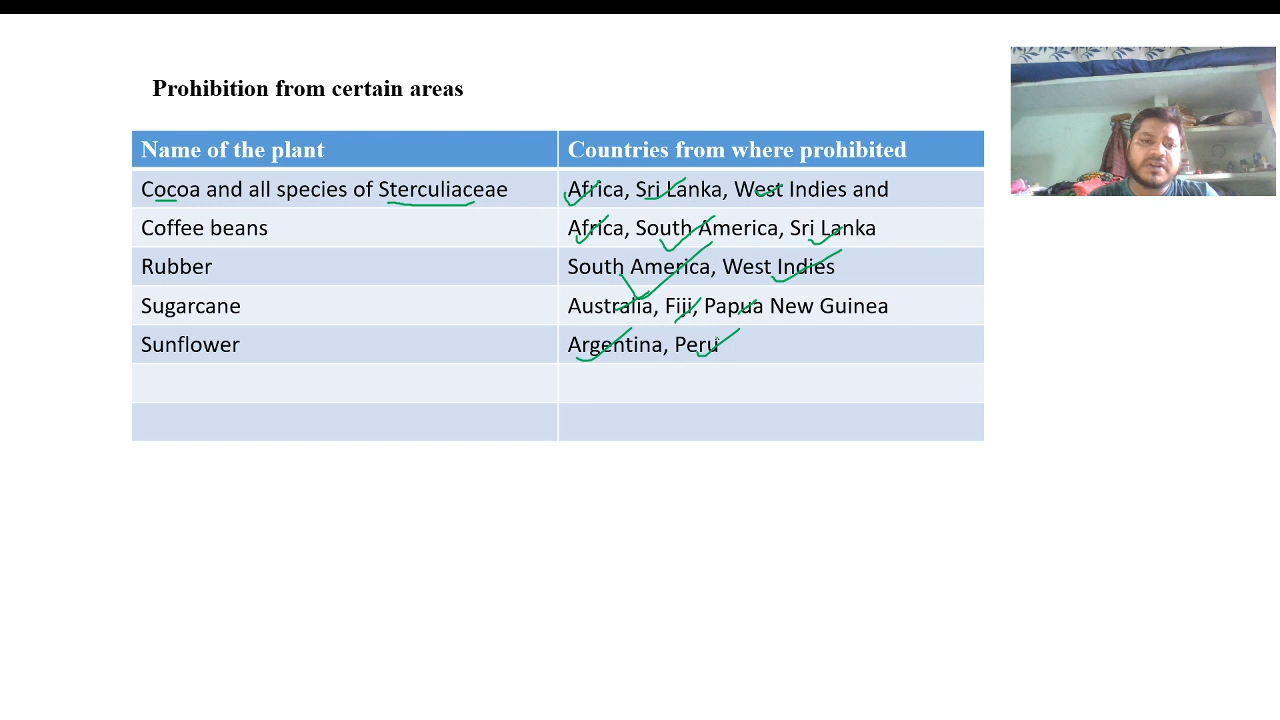 Prohibition from certain areas
Name of the plant Countries from where prohibited
Cocoa and all species of Sterculiaceae Africa, Sri Lanka, West Indies and
Coffee beans Africa, South America, Sri Lanka
Rubber South America, West Indies
Sugarcane Australia, Fiji, Papua New Guinea
Sunflower Argentina, Peru